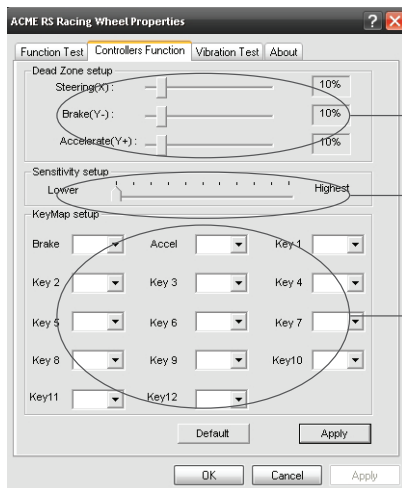 ACME RS Racing Wheel Properties
Function Test Controllers Function Vibration Test About
Dead Zone setup
Steering(X) : 10%
Brake(Y-) : 10%
Accelerate(Y+) : 10%
Sensitivity setup
Lower Highest
KeyMap setup
Brake Accel Key 1
Key 2 Key 3 Key 4
Key 5 Key 6 Key 7
Key 8 Key 9 Key10
Key11 Key12
Default Apply
OK Cancel Apply